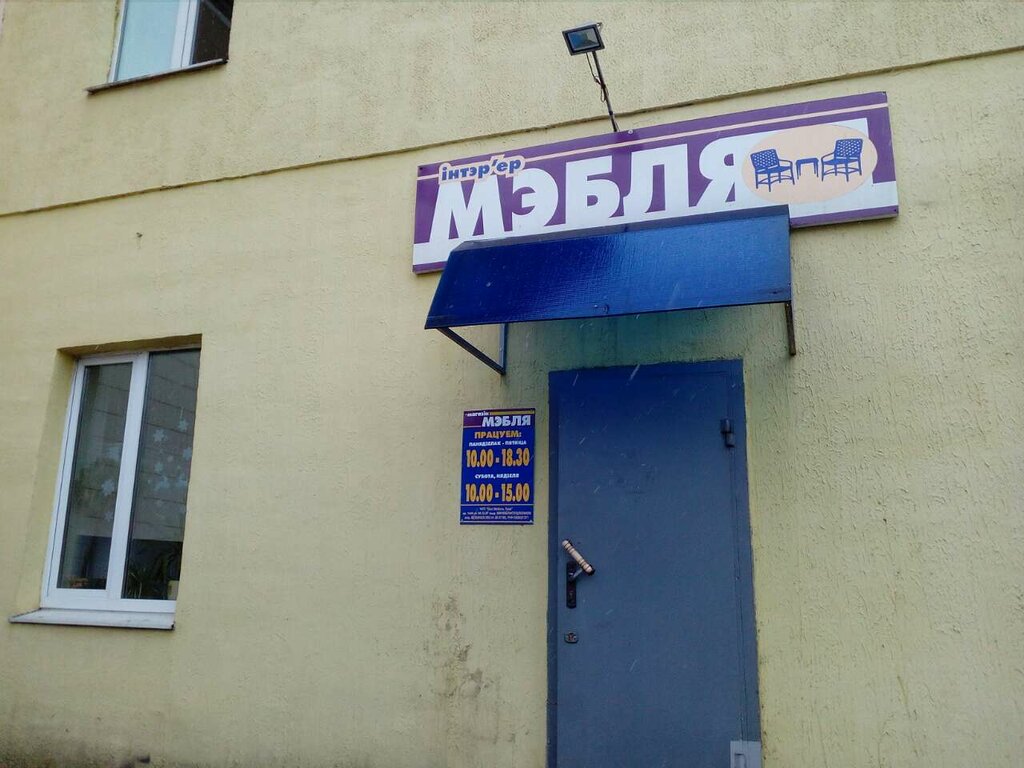 інтэр'ер
МЭБЛЯ
магазін
МЭБЛЯ
ПРАЦУЕМ:
ПАНЯДЗЕЛАК - ПЯТНІЦА
10.00 - 18.30
СУБОТА, НЯДЗЕЛЯ
10.00 - 15.00